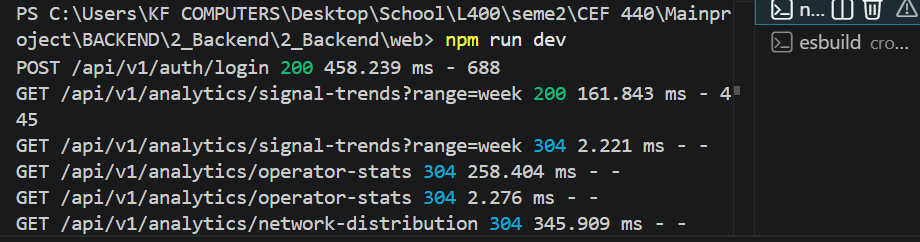 PS C:\Users\KF COMPUTERS\Desktop\School\L400\seme2\CEF 440\Mainpr
oject\BACKEND\2_Backend\2_Backend\web> npm run dev
POST /api/v1/auth/login 200 458.239 ms - 688
GET /api/v1/analytics/signal-trends?range=week 200 161.843 ms - 4
45
GET /api/v1/analytics/signal-trends?range=week 304 2.221 ms - -
GET /api/v1/analytics/operator-stats 304 258.404 ms - -
GET /api/v1/analytics/operator-stats 304 2.276 ms - -
GET /api/v1/analytics/network-distribution 304 345.909 ms - -
n...
esbuild cro...